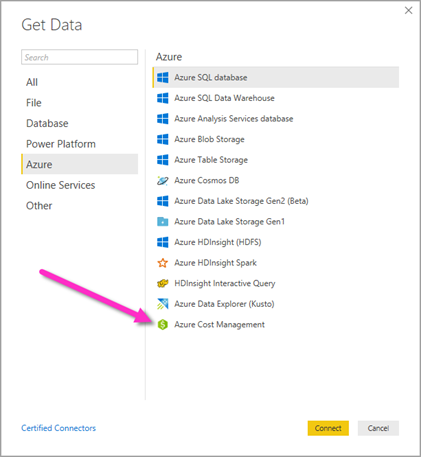 Get Data
Search
All
File
Database
Power Platform
Azure
Online Services
Other
Azure
Azure SQL database
Azure SQL Data Warehouse
Azure Analysis Services database
Azure Blob Storage
Azure Table Storage
Azure Cosmos DB
Azure Data Lake Storage Gen2 (Beta)
Azure Data Lake Storage Gen1
Azure HDInsight (HDFS)
Azure HDInsight Spark
HDInsight Interactive Query
Azure Data Explorer (Kusto)
Azure Cost Management
Certified Connectors
Connect
Cancel